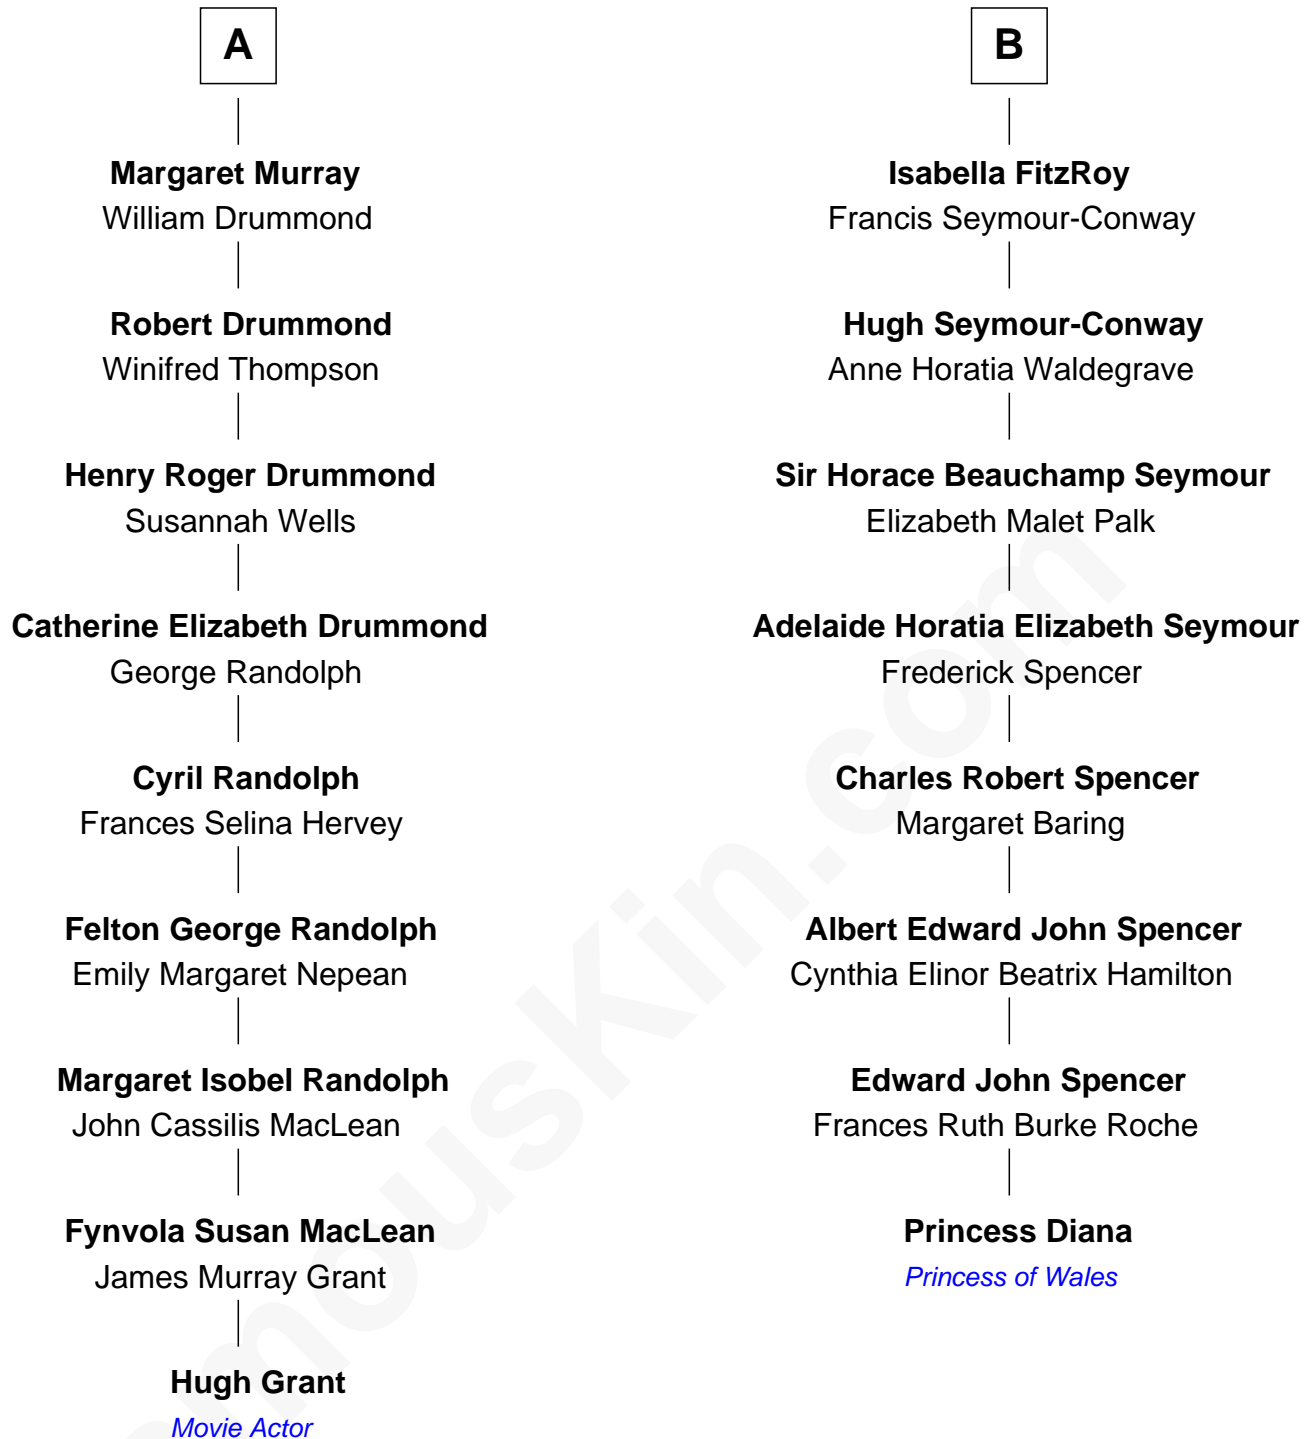 A
Margaret Murray
William Drummond
Robert Drummond
Winifred Thompson
Henry Roger Drummond
Susannah Wells
Catherine Elizabeth Drummond
George Randolph
Cyril Randolph
Frances Selina Hervey
Felton George Randolph
Emily Margaret Nepean
Margaret Isobel Randolph
John Cassilis MacLean
Fynvola Susan MacLean
James Murray Grant
Hugh Grant
Movie Actor
B
Isabella FitzRoy
Francis Seymour-Conway
Hugh Seymour-Conway
Anne Horatia Waldegrave
Sir Horace Beauchamp Seymour
Elizabeth Malet Palk
Adelaide Horatia Elizabeth Seymour
Frederick Spencer
Charles Robert Spencer
Margaret Baring
Albert Edward John Spencer
Cynthia Elinor Beatrix Hamilton
Edward John Spencer
Frances Ruth Burke Roche
Princess Diana
Princess of Wales
mousKin.com